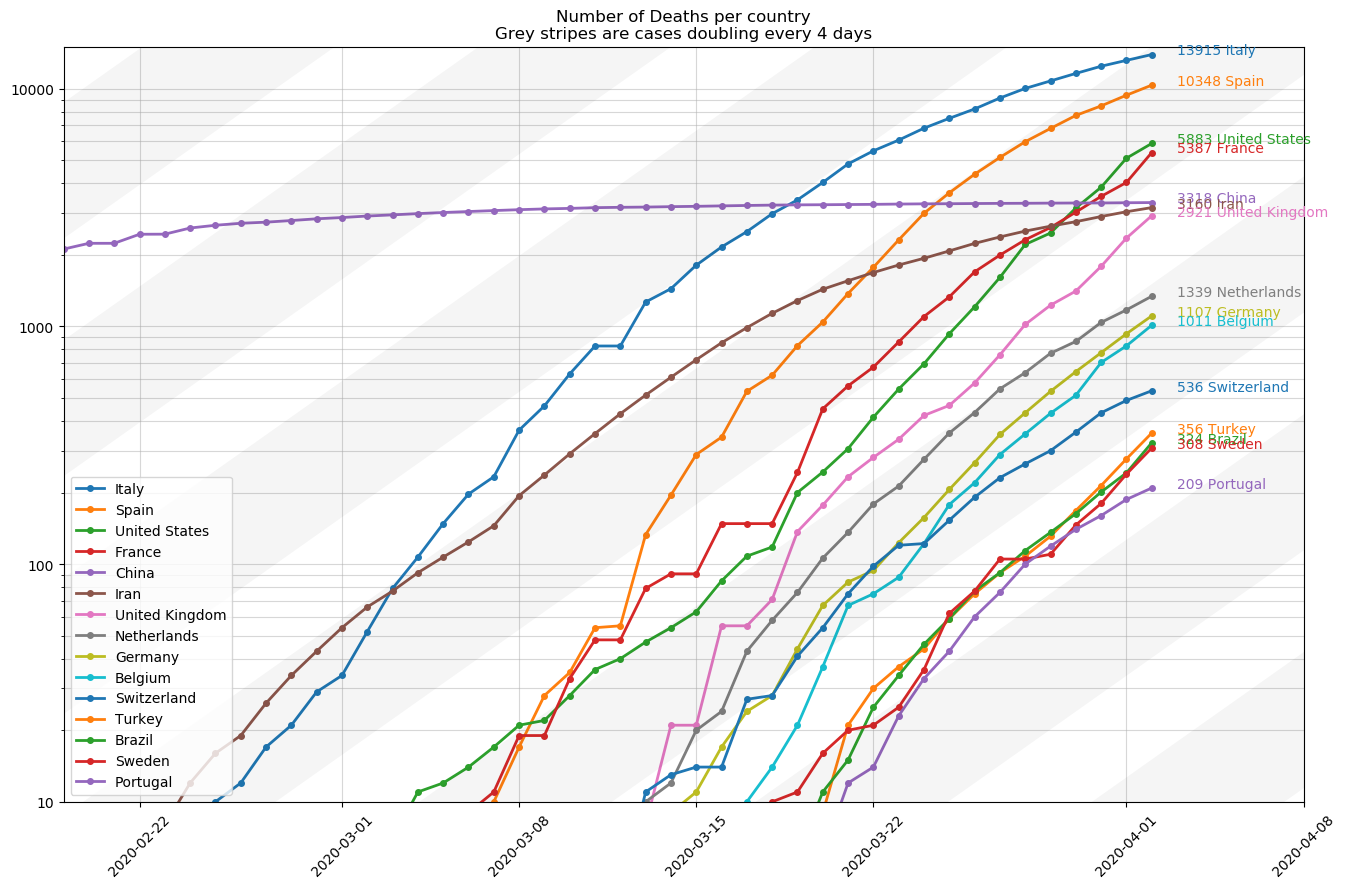 Number of Deaths per country
Grey stripes are cases doubling every 4 days
13915 Italy
10000
10348 Spain
5883 United States
5387 France
3318 China
3160 Iran
2921 United Kingdom
1339 Netherlands
1107 Germany
1000
1011 Belgium
536 Switzerland
356 Turkey
324 Brazil
308 Sweden
209 Portugal
Italy
Spain
United States
France
100
China
Iran
United Kingdom
Netherlands
Germany
Belgium
Switzerland
Turkey
Brazil
Sweden
Portugal
10
2020-02-22
2020-03-01
2020-03-08
2020-03-15
2020-03-22
2020-04-01
2020-04-08